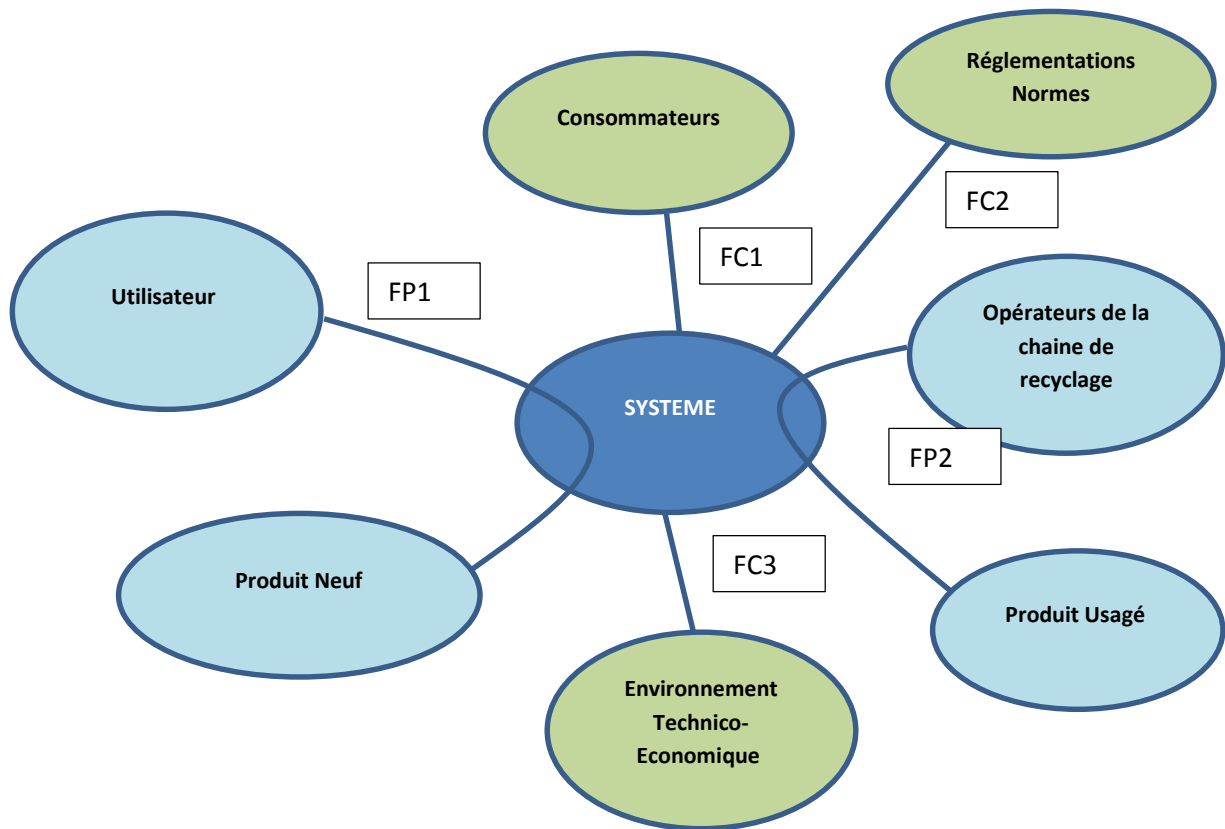 Réglementations
Normes
Consommateurs
FC2
FC1
Utilisateur
FP1
Opérateurs de la
chaine de
recyclage
SYSTEME
FP2
FC3
Produit Neuf
Produit Usagé
Environnement
Technico-
Economique